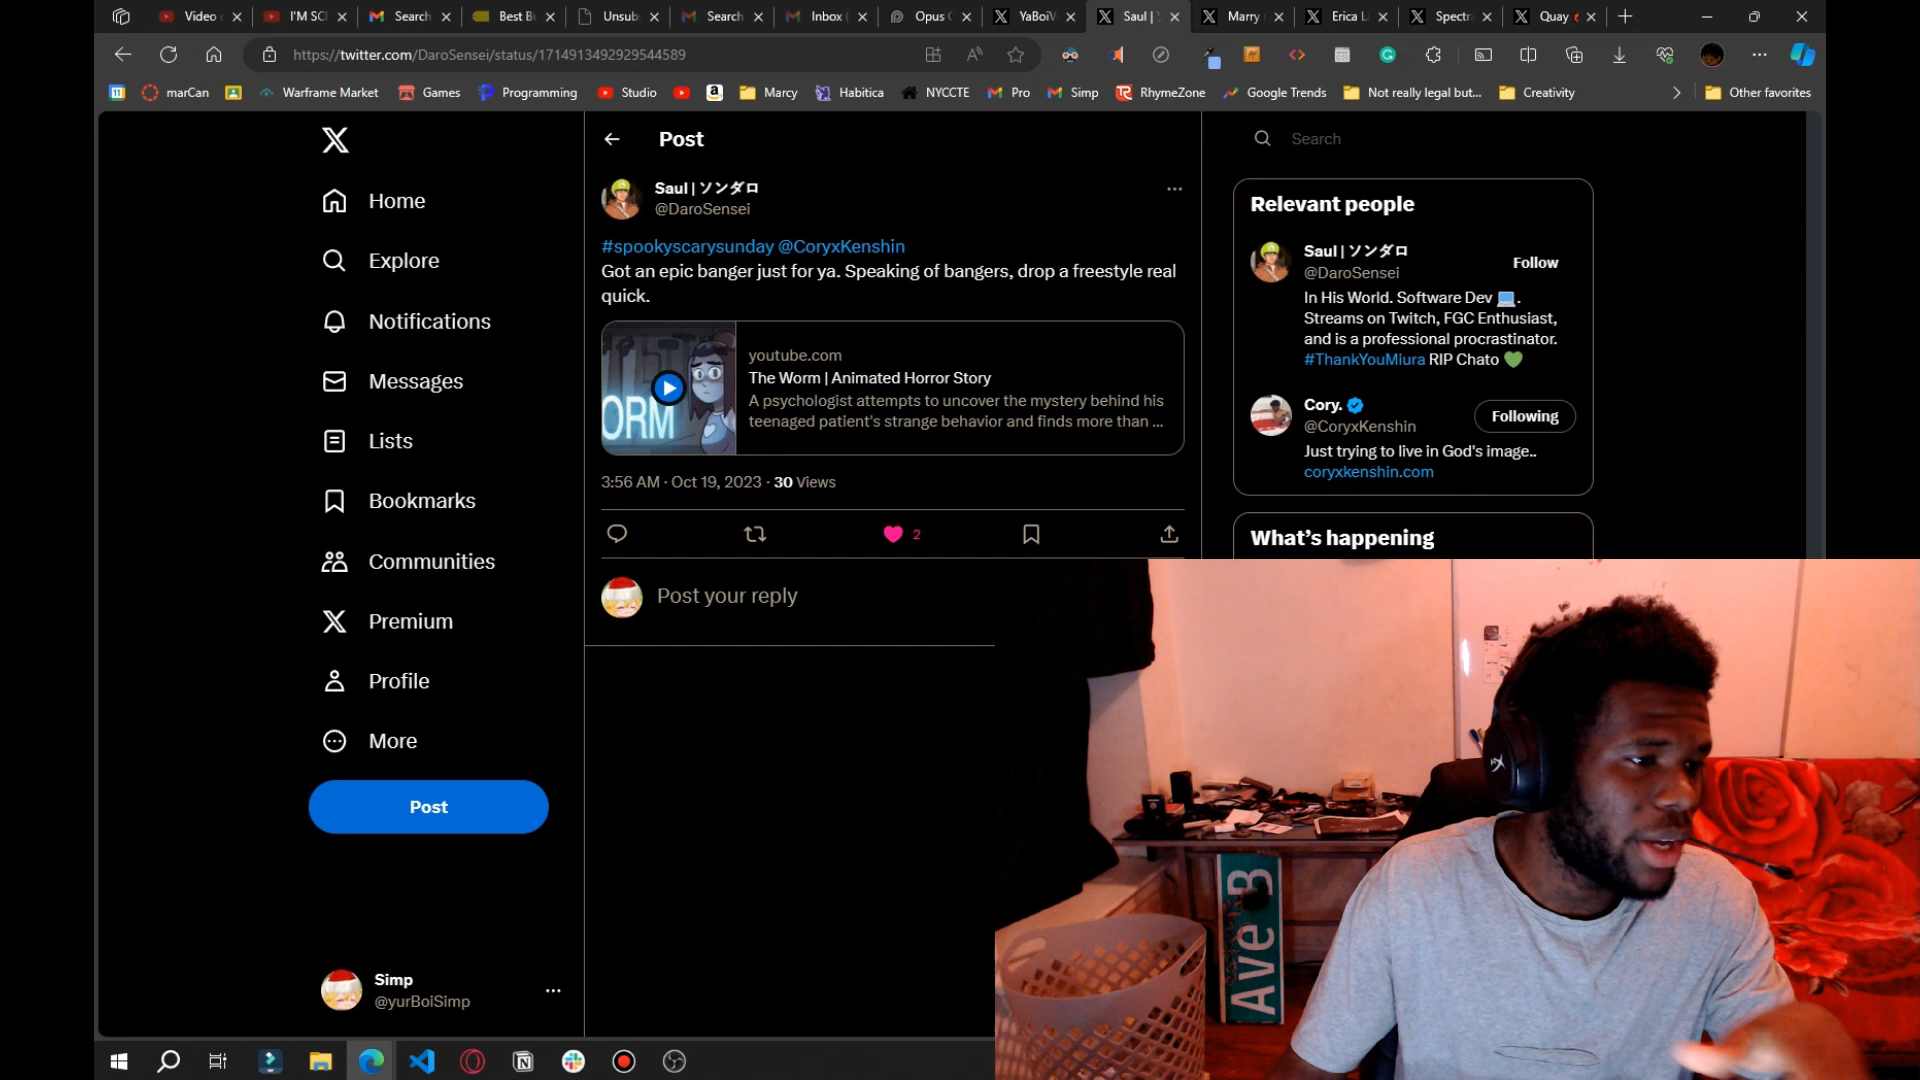 Video
I'M SC
Search
Best B
Unsub
Search
Inbox (
Opus C
YaBoiV
Saul |
Marry
Erica L
Spectr
Quay
https://twitter.com/DaroSensei/status/1714913492929544589
marCan
Warframe Market
Games
Programming
Studio
Marcy
Habitica
NYCCTE
Pro
Simp
RhymeZone
Google Trends
Not really legal but...
Creativity
Other favorites
Home
Explore
Notifications
Messages
Lists
Bookmarks
Communities
Premium
Profile
More
Post
Simp
@yurBoiSimp
Post
Saul | ソンダロ
@DaroSensei
#spookyscarysunday @CoryxKenshin
Got an epic banger just for ya. Speaking of bangers, drop a freestyle real
quick.
ORM
youtube.com
The Worm | Animated Horror Story
A psychologist attempts to uncover the mystery behind his
teenaged patient's strange behavior and finds more than ...
3:56 AM · Oct 19, 2023 · 30 Views
2
Post your reply
Search
Relevant people
Saul | ソンダロ
@DaroSensei
Follow
In His World. Software Dev 💻.
Streams on Twitch, FGC Enthusiast,
and is a professional procrastinator.
#ThankYouMiura RIP Chato 💚
Cory.
@CoryxKenshin
Following
Just trying to live in God's image..
coryxkenshin.com
What's happening
Ave B